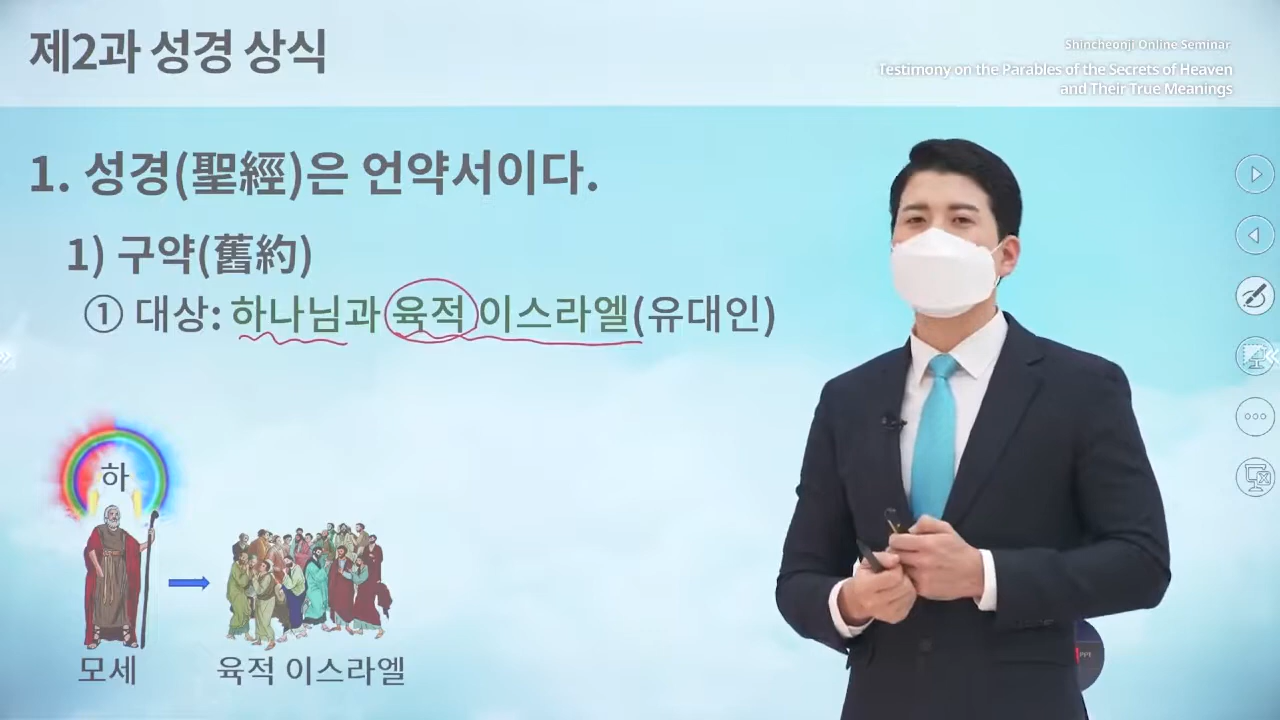 제2과 성경 상식
Shincheonji Online Seminar
Testimony on the Parables of the Secrets of Heaven
and Their True Meanings
1. 성경(聖經)은 언약서이다.
1) 구약(舊約)
① 대상: 하나님과 육적 이스라엘(유대인)
하
모세
육적 이스라엘
PPT